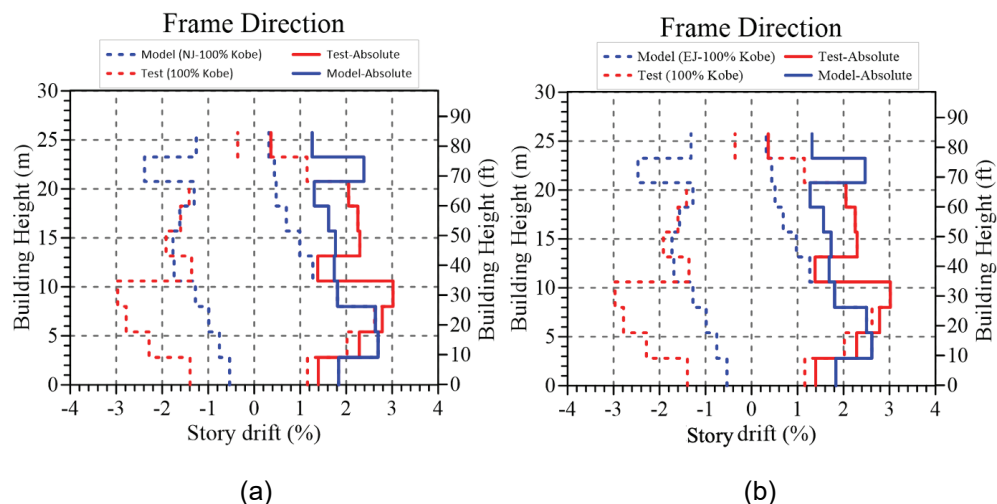 Frame Direction
Model (NJ-100% Kobe)
Test-Absolute
Test (100% Kobe)
Model-Absolute
Building Height (m)
30
25
20
15
10
5
0
-4 -3 -2 -1 0 1 2 3 4
Story drift (%)
80
70
60
50
40
30
20
10
0
Building Height (ft)
(a)
Frame Direction
Model (EJ-100% Kobe)
Test-Absolute
Test (100% Kobe)
Model-Absolute
Building Height (m)
30
25
20
15
10
5
0
-4 -3 -2 -1 0 1 2 3 4
Story drift (%)
80
70
60
50
40
30
20
10
0
Building Height (ft)
(b)